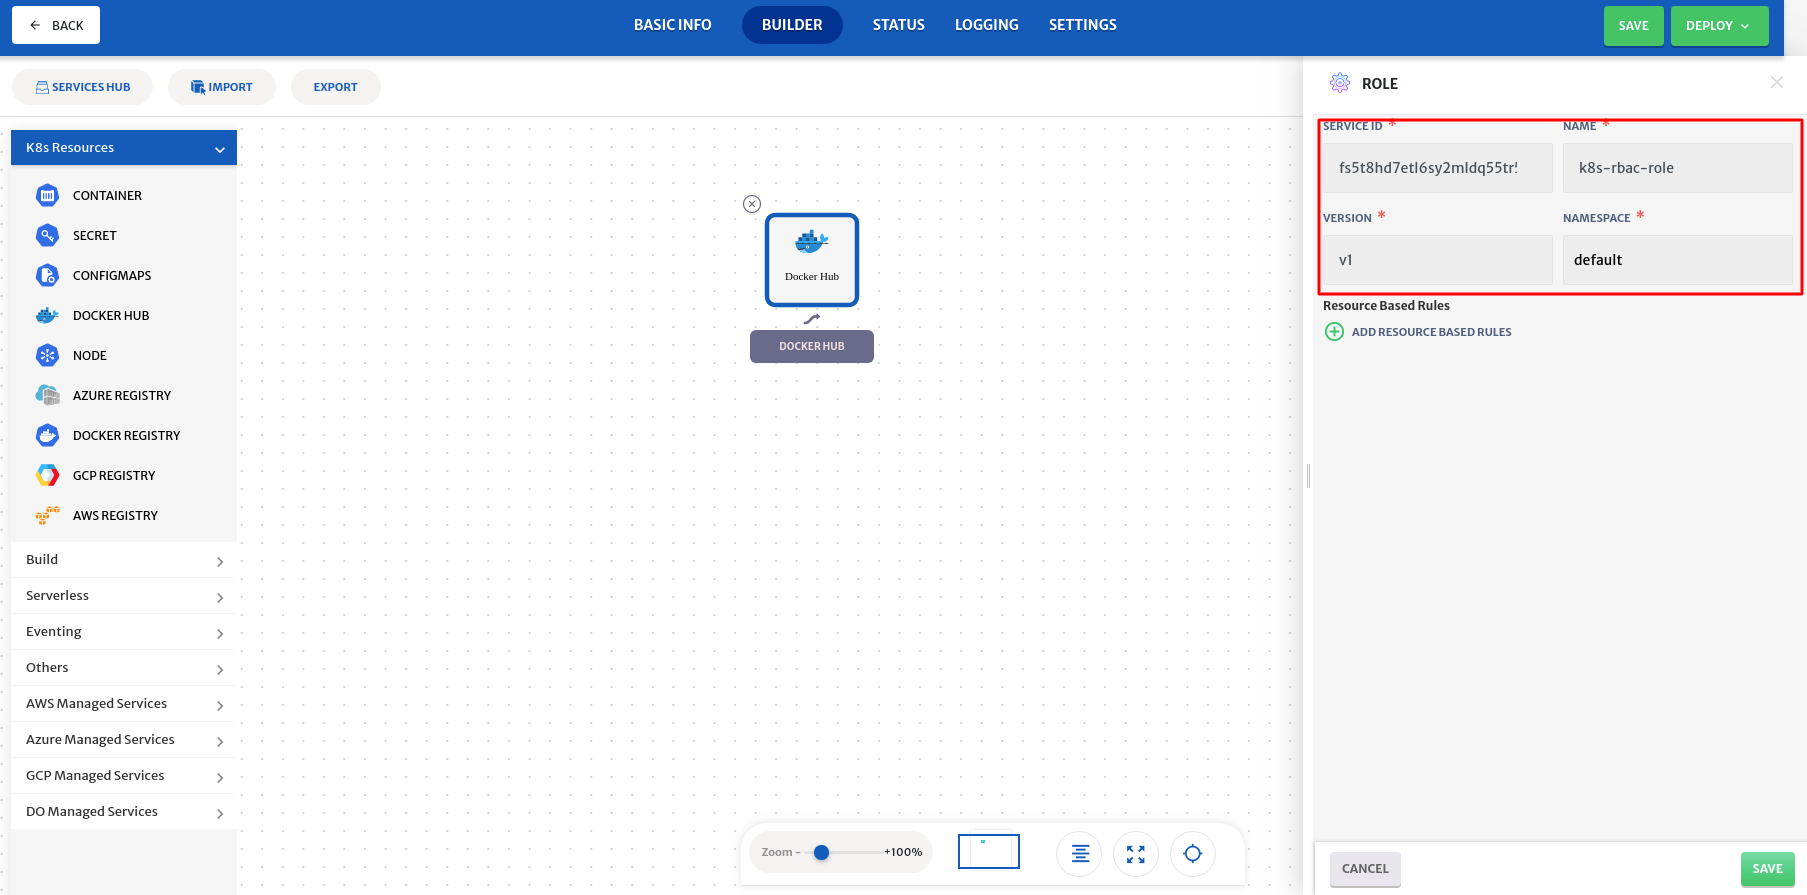 BACK
BASIC INFO
BUILDER
STATUS
LOGGING
SETTINGS
SAVE
DEPLOY
SERVICES HUB
IMPORT
EXPORT
K8s Resources
CONTAINER
SECRET
CONFIGMAPS
DOCKER HUB
NODE
AZURE REGISTRY
DOCKER REGISTRY
GCP REGISTRY
AWS REGISTRY
Build
Serverless
Eventing
Others
AWS Managed Services
Azure Managed Services
GCP Managed Services
DO Managed Services
Docker Hub
DOCKER HUB
Zoom - +100%
ROLE
SERVICE ID * NAME *
fs5t8hd7etl6sy2mldq55tr! k8s-rbac-role
VERSION * NAMESPACE *
v1 default
Resource Based Rules
ADD RESOURCE BASED RULES
CANCEL
SAVE